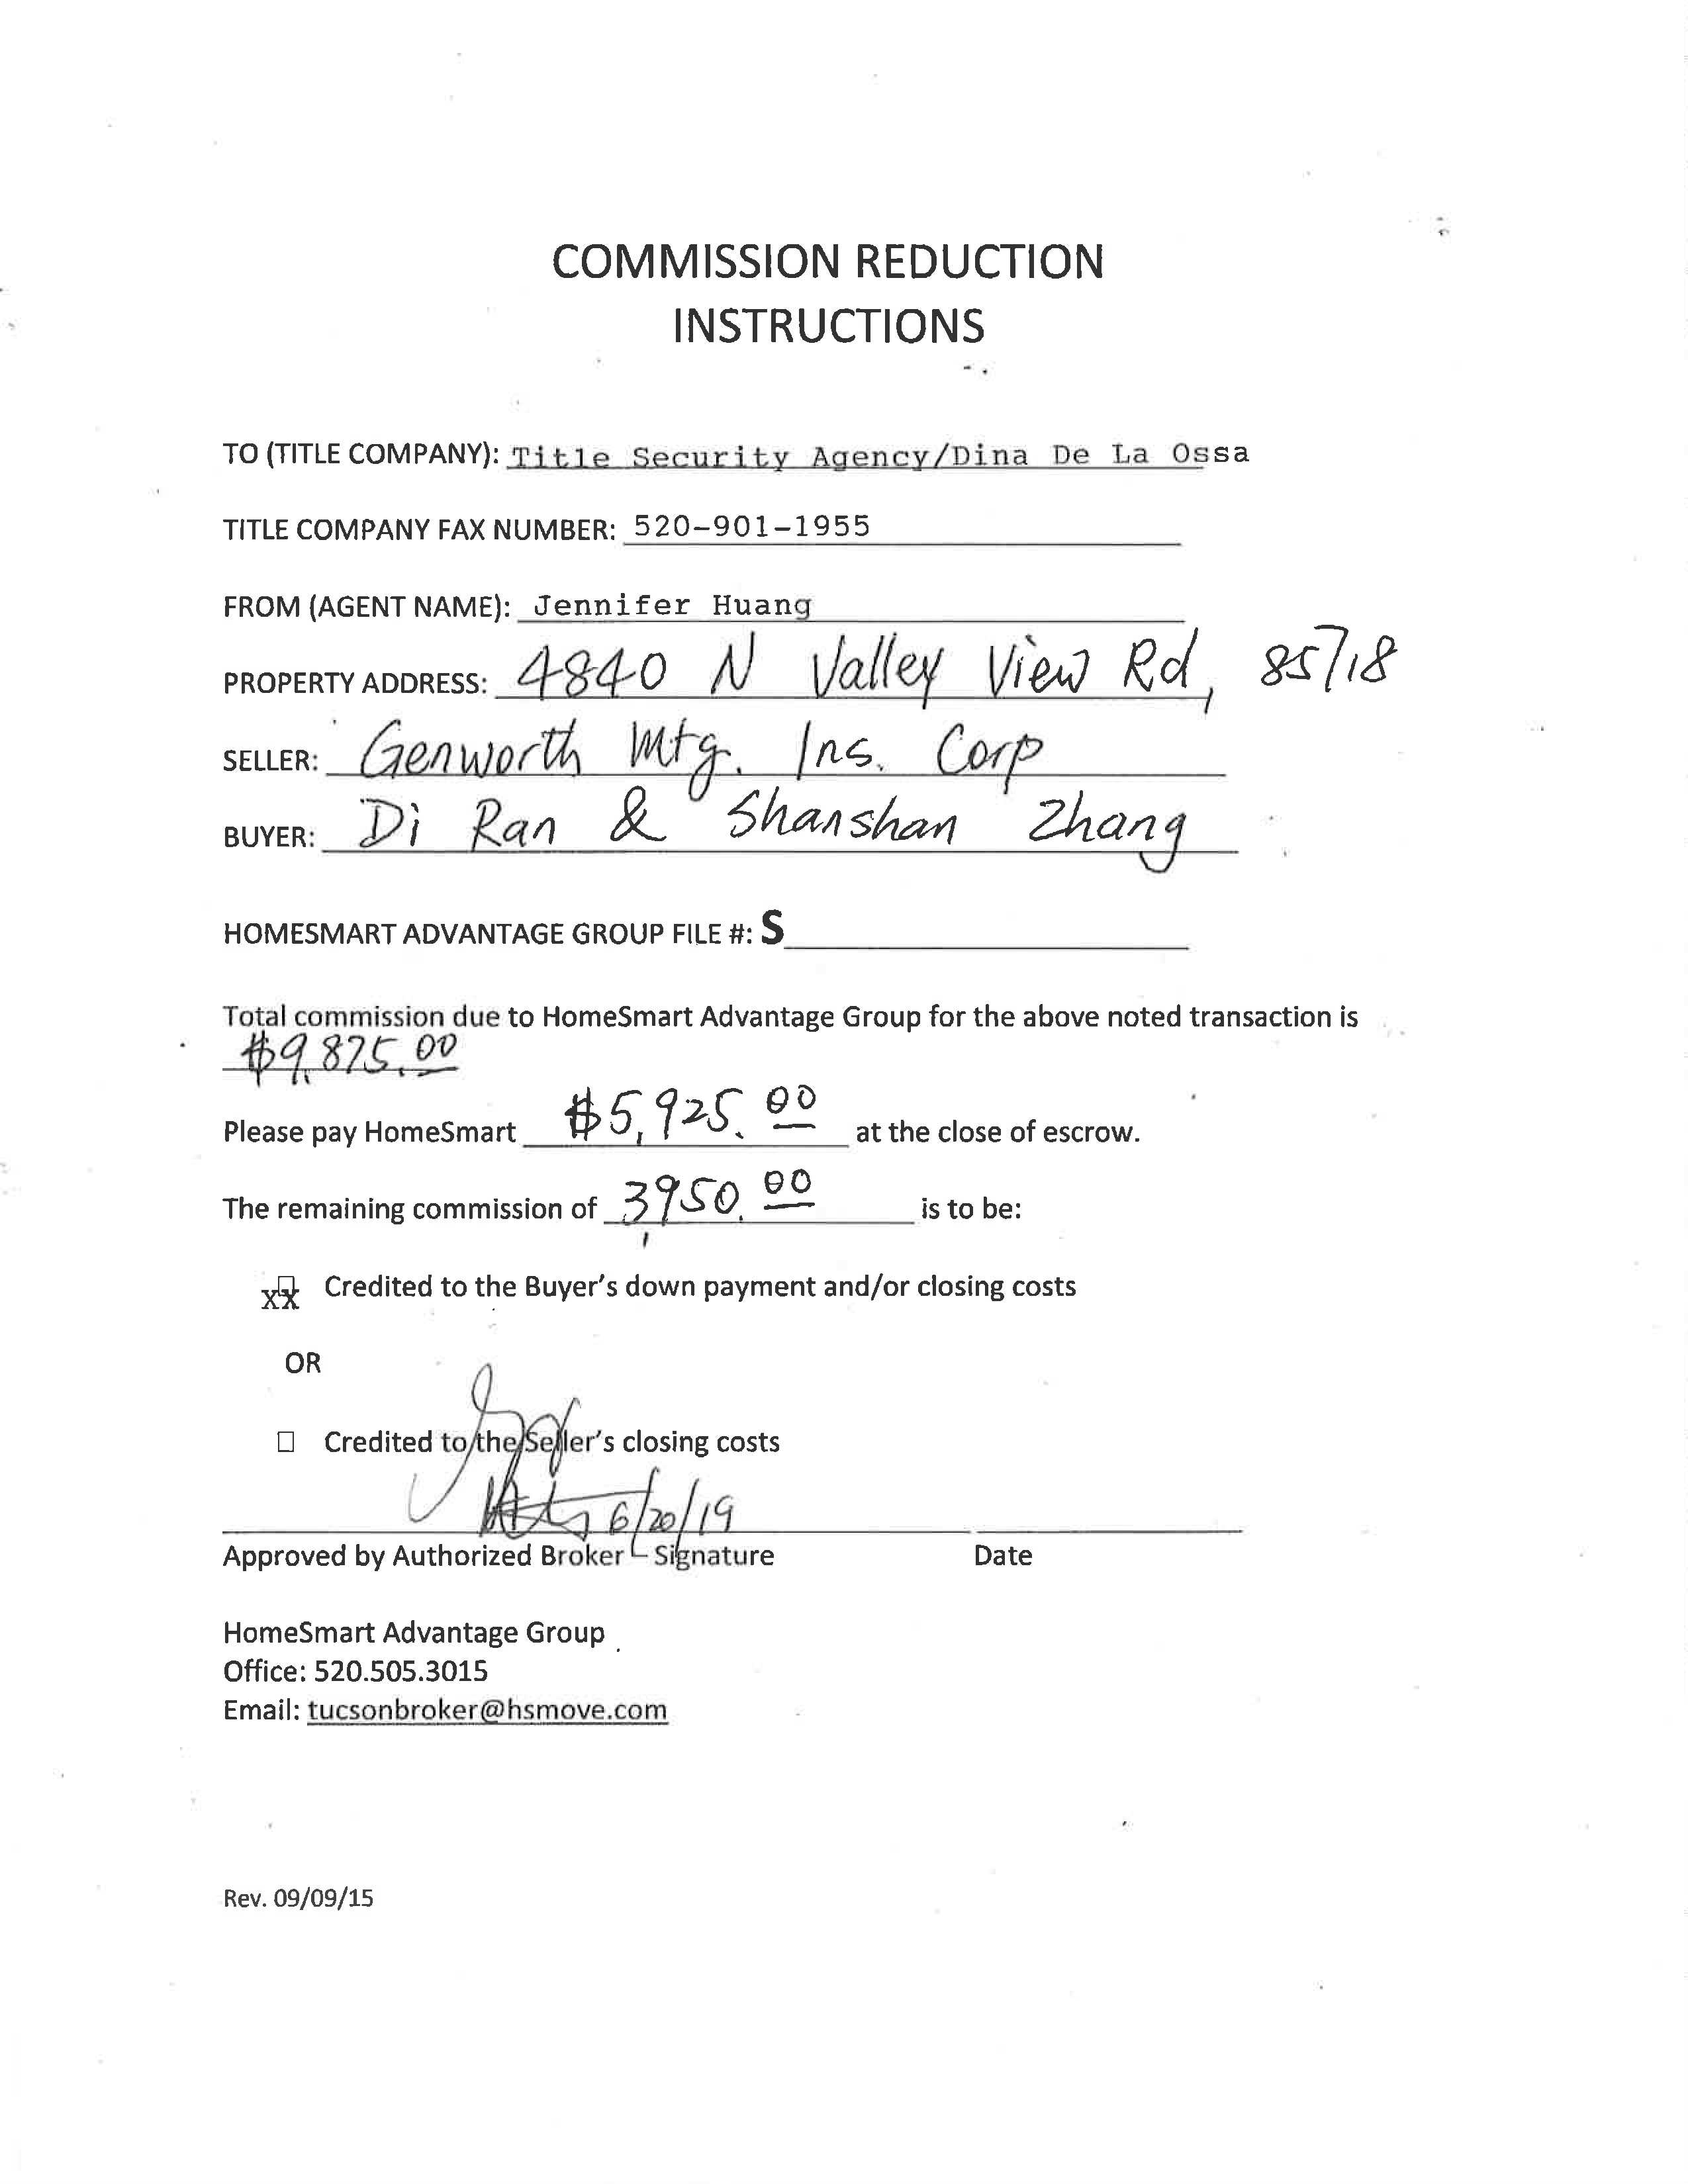 COMMISSION REDUCTION
INSTRUCTIONS
TO (TITLE COMPANY): Title Security Agency/Dina De La Ossa
TITLE COMPANY FAX NUMBER: 520-901-1955
FROM (AGENT NAME): Jennifer Huang
PROPERTY ADDRESS: 4840 N Valley View Rd, 85718
SELLER: Genworth Mtg. Ins. Corp
BUYER: Di Ran & Shanshan Zhang
HOMESMART ADVANTAGE GROUP FILE #: S
Total commission due to HomeSmart Advantage Group for the above noted transaction is
$9,875.00
Please pay HomeSmart $5,925.00 at the close of escrow.
The remaining commission of 3,950.00 is to be:
xx ☐ Credited to the Buyer's down payment and/or closing costs
OR
☐ Credited to the Seller's closing costs
6/20/19
Approved by Authorized Broker – Signature Date
HomeSmart Advantage Group
Office: 520.505.3015
Email: tucsonbroker@hsmove.com
Rev. 09/09/15